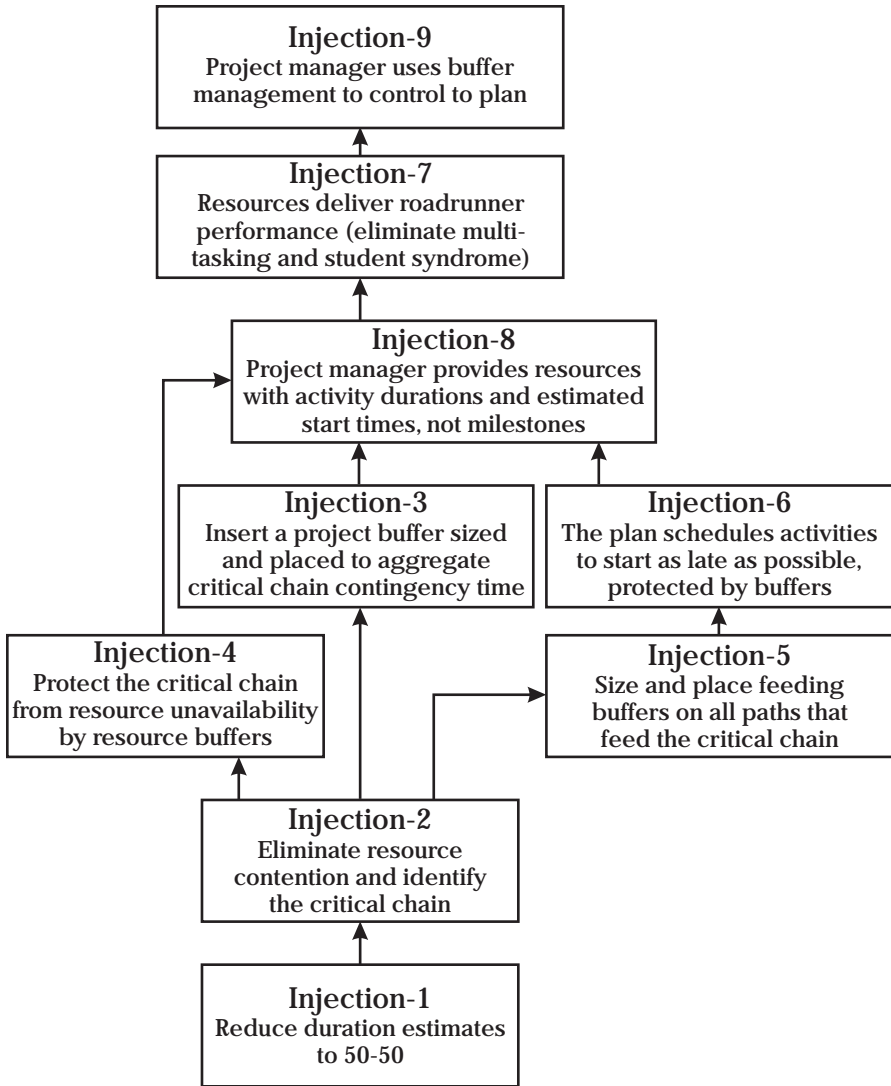 Injection-9
Project manager uses buffer
management to control to plan
Injection-7
Resources deliver roadrunner
performance (eliminate multi-
tasking and student syndrome)
Injection-8
Project manager provides resources
with activity durations and estimated
start times, not milestones
Injection-3
Insert a project buffer sized
and placed to aggregate
critical chain contingency time
Injection-6
The plan schedules activities
to start as late as possible,
protected by buffers
Injection-4
Protect the critical chain
from resource unavailability
by resource buffers
Injection-5
Size and place feeding
buffers on all paths that
feed the critical chain
Injection-2
Eliminate resource
contention and identify
the critical chain
Injection-1
Reduce duration estimates
to 50-50